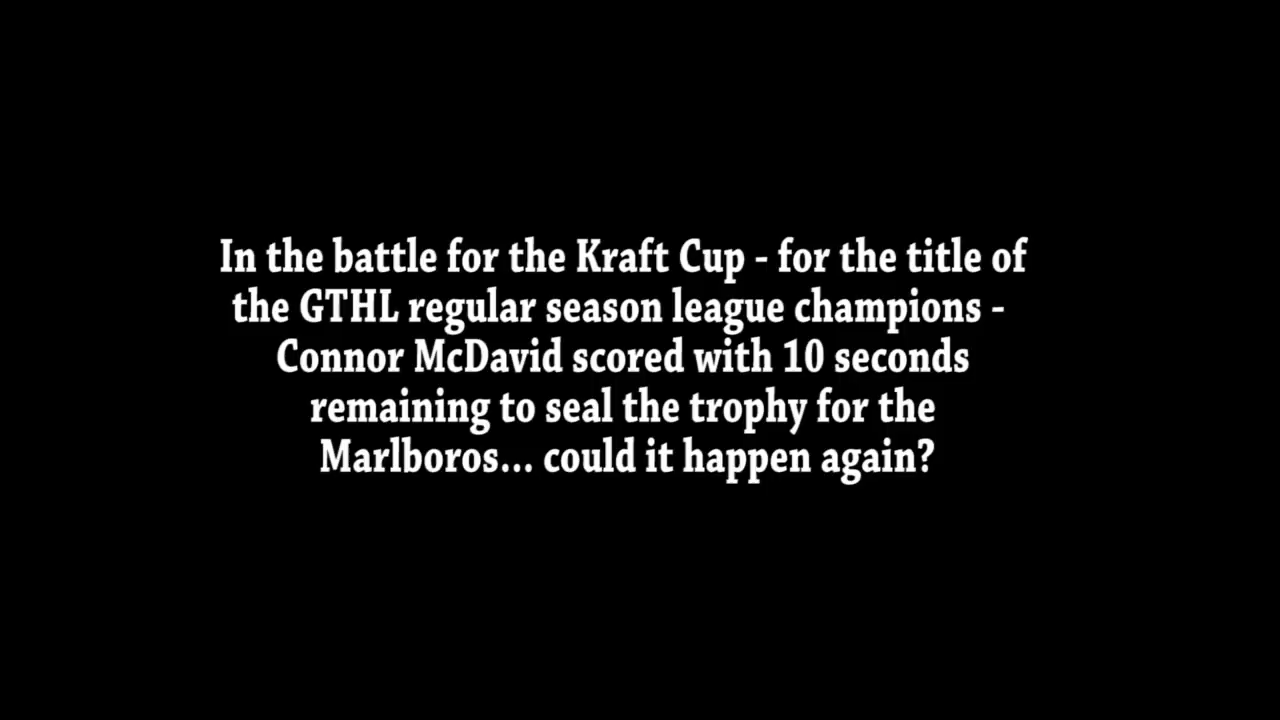 In the battle for the Kraft Cup - for the title of
the GTHL regular season league champions -
Connor McDavid scored with 10 seconds
remaining to seal the trophy for the
Marlboros... could it happen again?